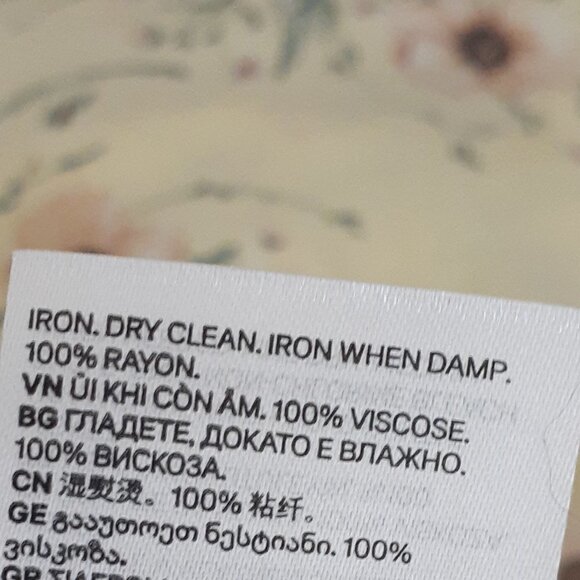 IRON. DRY CLEAN. IRON WHEN DAMP.
100% RAYON.
VN ỦI KHI CÒN ẨM. 100% VISCOSE.
BG ГЛАДЕТЕ, ДОКАТО Е ВЛАЖНО.
100% ВИСКОЗА.
CN 湿熨烫。100% 粘纤。
GE გააუთოეთ ნესტიანი. 100%
ვისკოზა.
GR